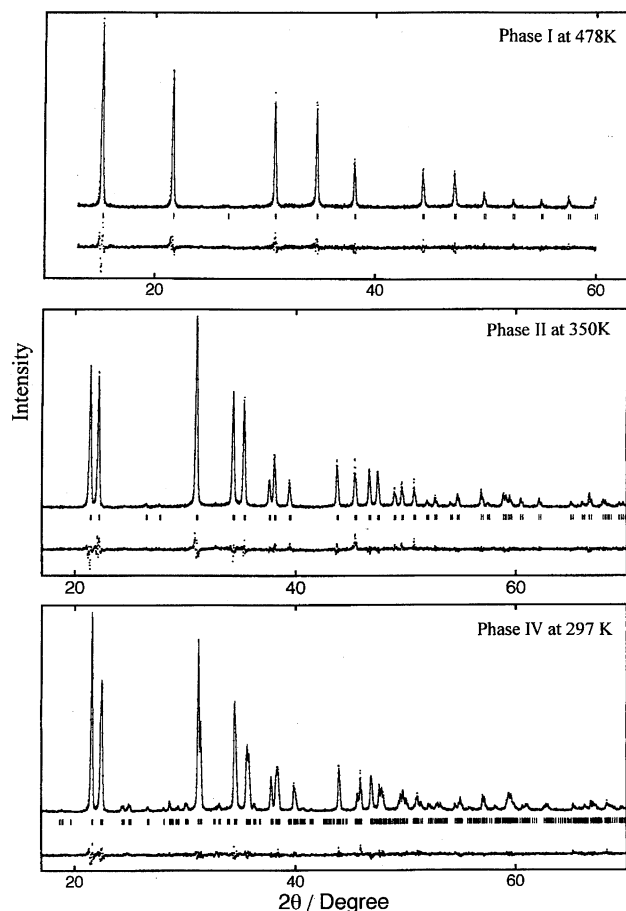 Phase I at 478K
20 40 60
Phase II at 350K
Intensity
20 40 60
Phase IV at 297 K
20 40 60
2θ / Degree